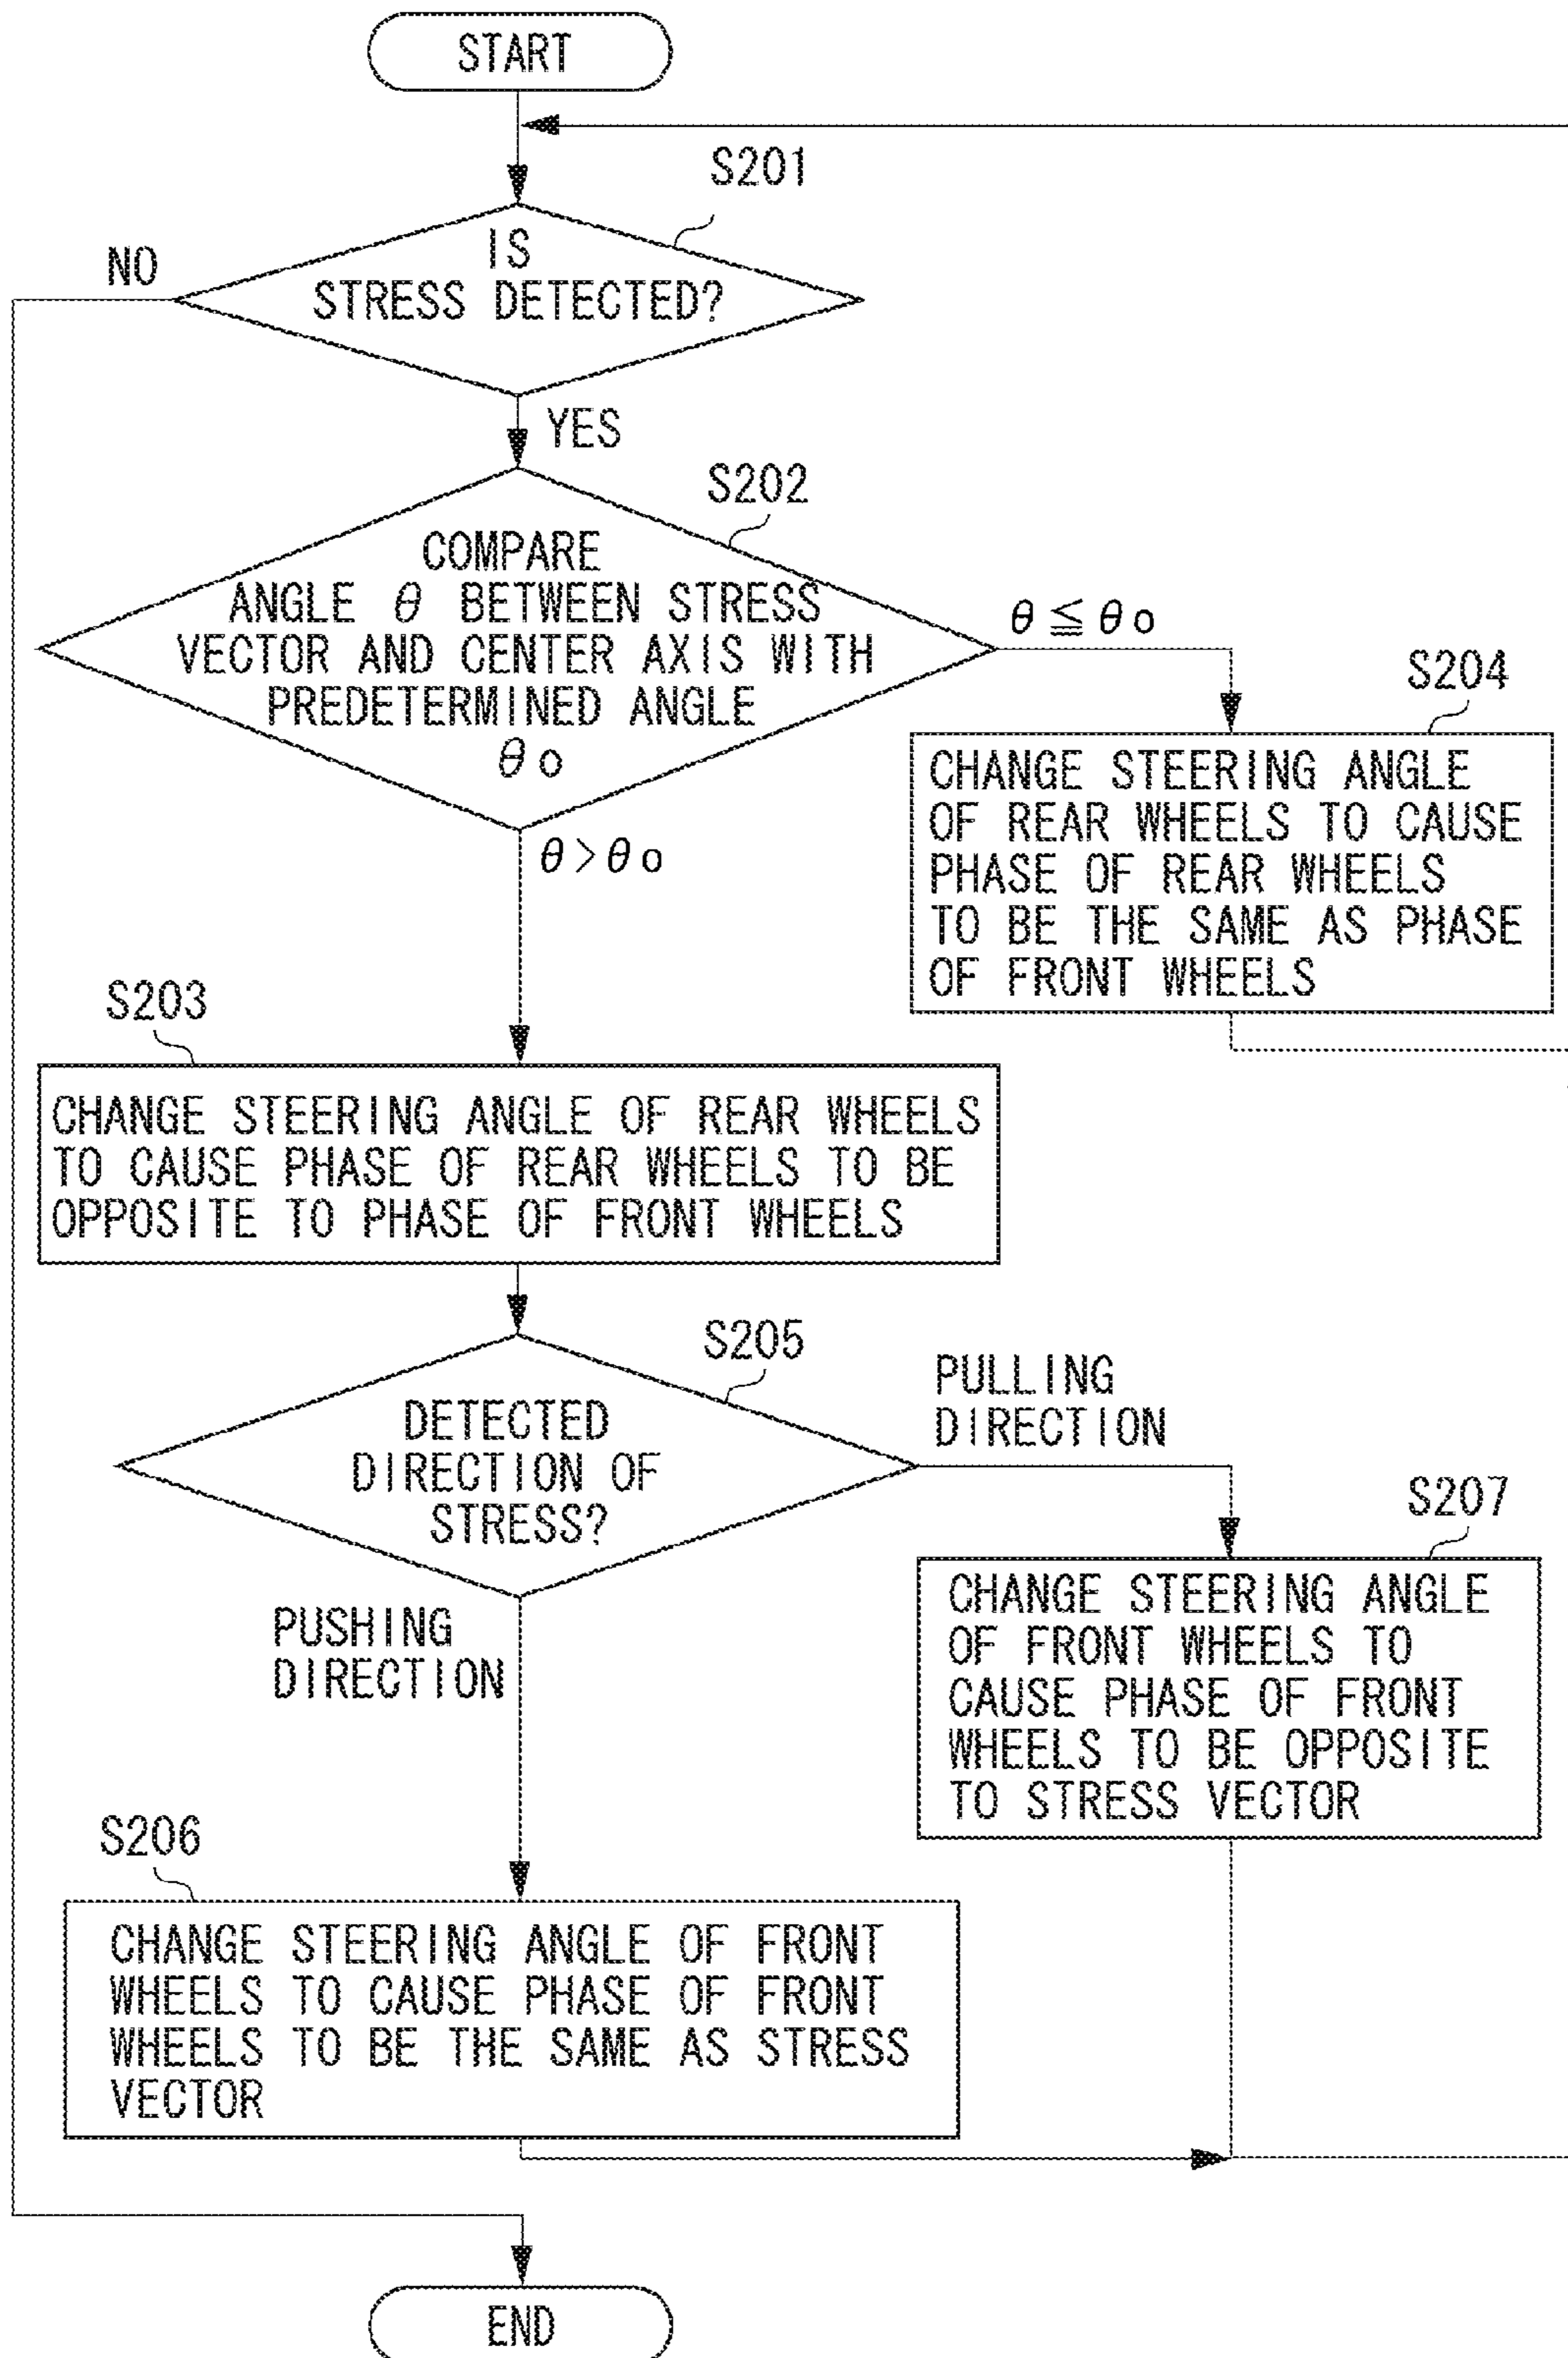 START
S201
NO
IS
STRESS DETECTED?
YES
S202
COMPARE
ANGLE θ BETWEEN STRESS
VECTOR AND CENTER AXIS WITH
PREDETERMINED ANGLE
θo
θ≦θo
S204
CHANGE STEERING ANGLE
OF REAR WHEELS TO CAUSE
PHASE OF REAR WHEELS
TO BE THE SAME AS PHASE
OF FRONT WHEELS
θ>θo
S203
CHANGE STEERING ANGLE OF REAR WHEELS
TO CAUSE PHASE OF REAR WHEELS TO BE
OPPOSITE TO PHASE OF FRONT WHEELS
S205
DETECTED
DIRECTION OF
STRESS?
PULLING
DIRECTION
S207
CHANGE STEERING ANGLE
OF FRONT WHEELS TO
CAUSE PHASE OF FRONT
WHEELS TO BE OPPOSITE
TO STRESS VECTOR
PUSHING
DIRECTION
S206
CHANGE STEERING ANGLE OF FRONT
WHEELS TO CAUSE PHASE OF FRONT
WHEELS TO BE THE SAME AS STRESS
VECTOR
END